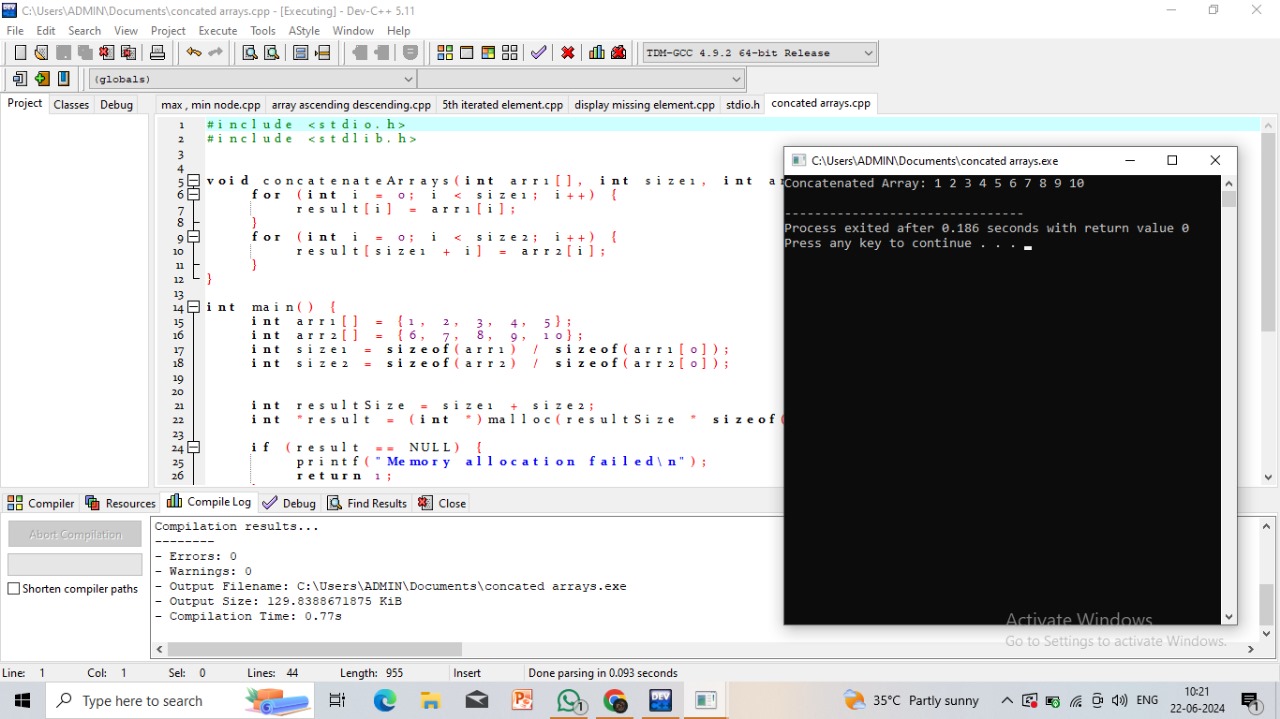 C:\Users\ADMIN\Documents\concated arrays.cpp - [Executing] - Dev-C++ 5.11
File Edit Search View Project Execute Tools AStyle Window Help
TDM-GCC 4.9.2 64-bit Release
(globals)
Project Classes Debug
max , min node.cpp array ascending descending.cpp 5th iterated element.cpp display missing element.cpp stdio.h concated arrays.cpp
1 #include <stdio.h>
2 #include <stdlib.h>
3
4
5 void concatenateArrays(int arr1[], int size1, int ar
6 for (int i = 0; i < size1; i++) {
7 result[i] = arr1[i];
8 }
9 for (int i = 0; i < size2; i++) {
10 result[size1 + i] = arr2[i];
11 }
12 }
13
14 int main() {
15 int arr1[] = {1, 2, 3, 4, 5};
16 int arr2[] = {6, 7, 8, 9, 10};
17 int size1 = sizeof(arr1) / sizeof(arr1[0]);
18 int size2 = sizeof(arr2) / sizeof(arr2[0]);
19
20
21 int resultSize = size1 + size2;
22 int *result = (int *)malloc(resultSize * sizeof(
23
24 if (result == NULL) {
25 printf("Memory allocation failed\n");
26 return 1;
C:\Users\ADMIN\Documents\concated arrays.exe
Concatenated Array: 1 2 3 4 5 6 7 8 9 10
--------------------------------
Process exited after 0.186 seconds with return value 0
Press any key to continue . . .
Compiler Resources Compile Log Debug Find Results Close
Abort Compilation
Shorten compiler paths
Compilation results...
--------
- Errors: 0
- Warnings: 0
- Output Filename: C:\Users\ADMIN\Documents\concated arrays.exe
- Output Size: 129.8388671875 KiB
- Compilation Time: 0.77s
Activate Windows
Go to Settings to activate Windows.
Line: 1 Col: 1 Sel: 0 Lines: 44 Length: 955 Insert Done parsing in 0.093 seconds
Type here to search
1
DEV
35°C Partly sunny
ENG
10:21
22-06-2024
1